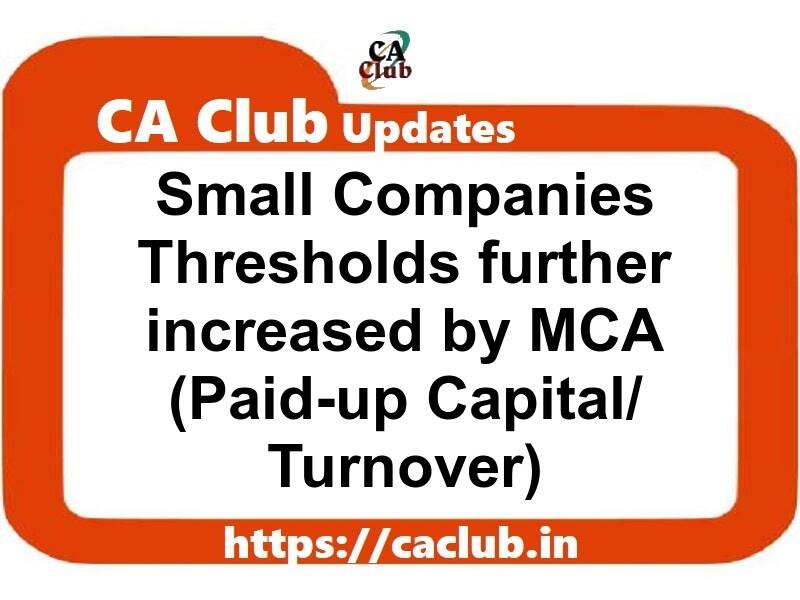 CA
Club
CA Club Updates
Small Companies
Thresholds further
increased by MCA
(Paid-up Capital/
Turnover)
https://caclub.in